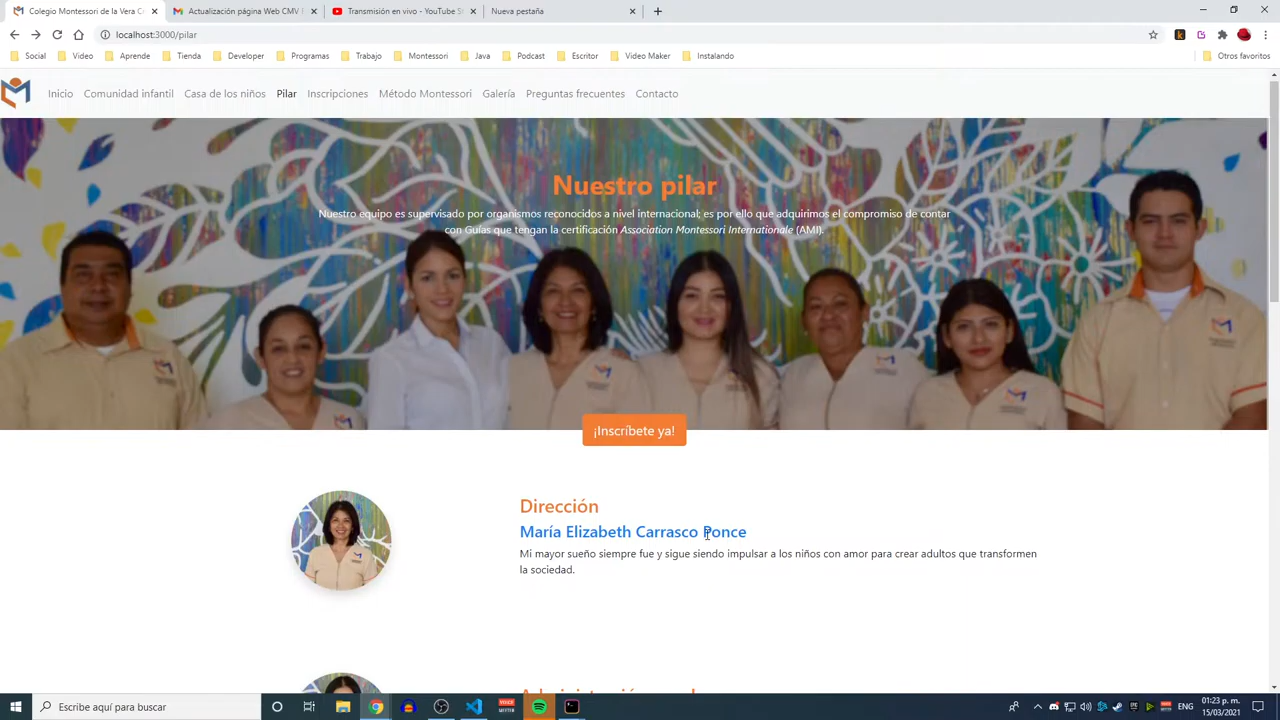 Colegio Montessori de la Vera C
Actualización página Web CMV E
Transmisión en vivo - YouTube St
Nueva pestaña
localhost:3000/pilar
Social
Video
Aprende
Tienda
Developer
Programas
Trabajo
Montessori
Java
Podcast
Escritor
Video Maker
Instalando
Otros favoritos
Inicio
Comunidad infantil
Casa de los niños
Pilar
Inscripciones
Método Montessori
Galería
Preguntas frecuentes
Contacto
Nuestro pilar
Nuestro equipo es supervisado por organismos reconocidos a nivel internacional; es por ello que adquirimos el compromiso de contar
con Guías que tengan la certificación Association Montessori Internationale (AMI).
¡Inscríbete ya!
Dirección
María Elizabeth Carrasco Ponce
Mi mayor sueño siempre fue y sigue siendo impulsar a los niños con amor para crear adultos que transformen
la sociedad.
Escribe aquí para buscar
ENG
01:23 p. m.
15/03/2021